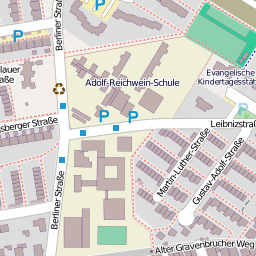 Berliner Straße
P
lauer
Straße
Adolf-Reichwein-Schule
Evangelische
Kindertagesstät
P
P
sberger Straße
Leibnizstraß
Berliner Straße
Martin-Luther-Straße
Gustav-Adolf-Straße
Alter Gravenbrucher Weg